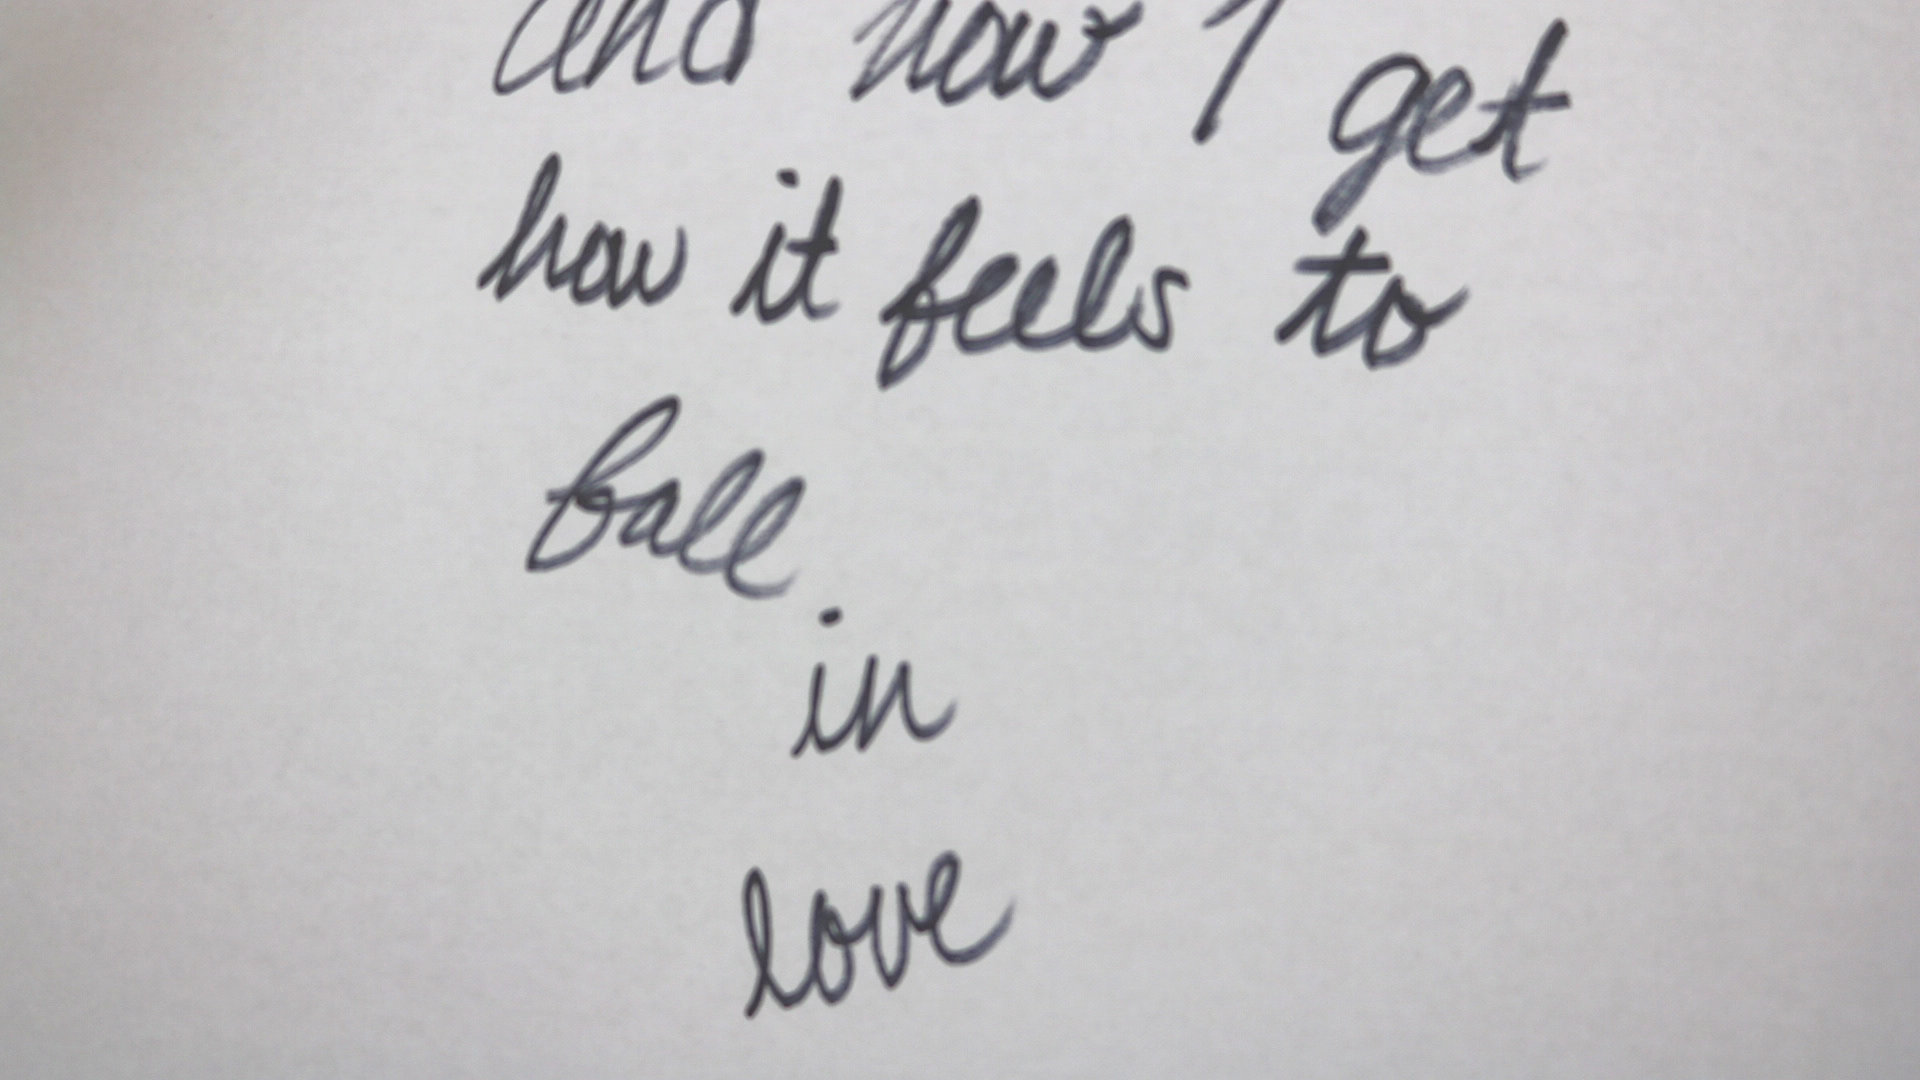 and now I get
how it feels to
fall
in
love